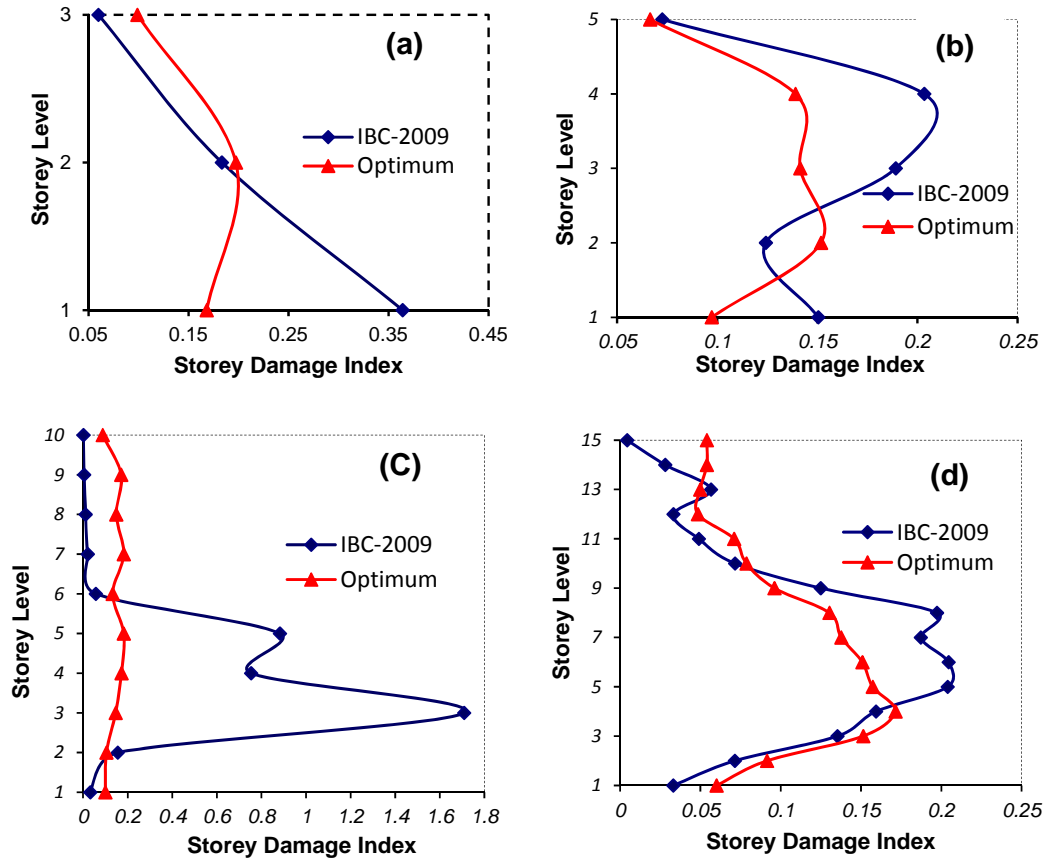 (a)
3
2
1
Storey Level
IBC-2009
Optimum
0.05 0.15 0.25 0.35 0.45
Storey Damage Index
(b)
5
4
3
2
1
Storey Level
IBC-2009
Optimum
0.05 0.1 0.15 0.2 0.25
Storey Damage Index
(C)
10
9
8
7
6
5
4
3
2
1
Storey Level
IBC-2009
Optimum
0 0.2 0.4 0.6 0.8 1 1.2 1.4 1.6 1.8
Storey Damage Index
(d)
15
13
11
9
7
5
3
1
Storey Level
IBC-2009
Optimum
0 0.05 0.1 0.15 0.2 0.25
Storey Damage Index